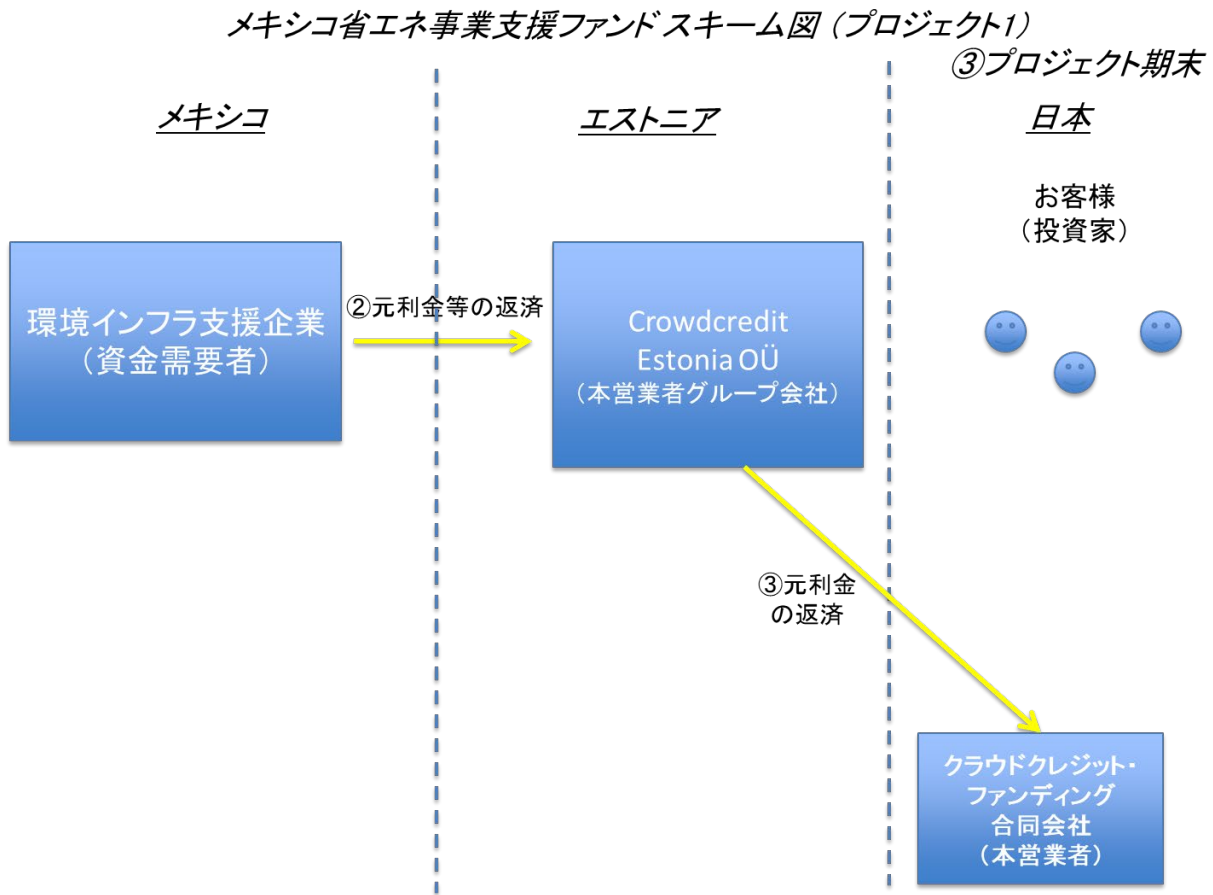 メキシコ省エネ事業支援ファンド スキーム図 （プロジェクト1）
③プロジェクト期末
メキシコ
エストニア
日本
お客様
（投資家）
環境インフラ支援企業
（資金需要者）
②元利金等の返済
Crowdcredit
Estonia OÜ
（本営業者グループ会社）
③元利金
の返済
クラウドクレジット・
ファンディング
合同会社
（本営業者）